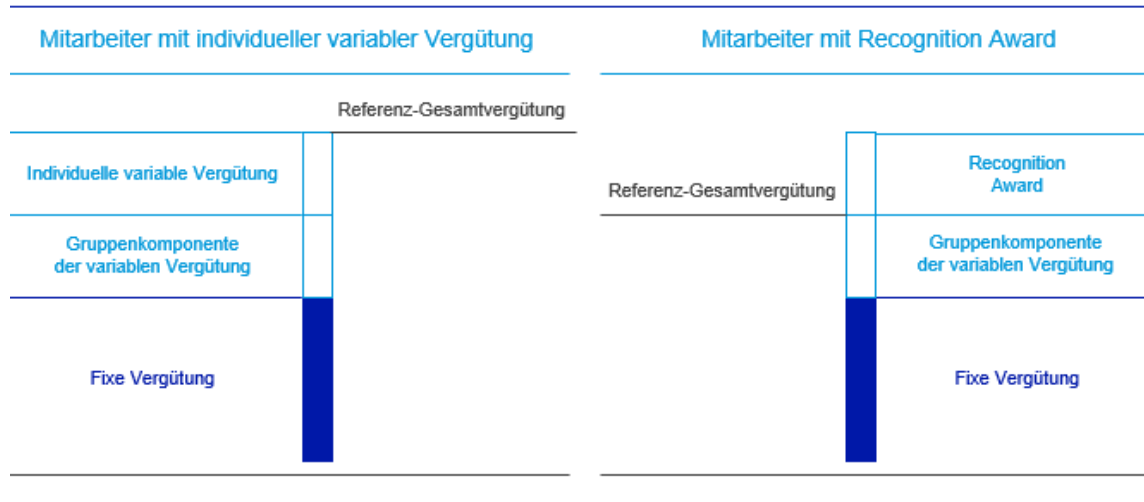 Mitarbeiter mit individueller variabler Vergütung
Referenz-Gesamtvergütung
Individuelle variable Vergütung
Gruppenkomponente
der variablen Vergütung
Fixe Vergütung
Mitarbeiter mit Recognition Award
Recognition
Award
Referenz-Gesamtvergütung
Gruppenkomponente
der variablen Vergütung
Fixe Vergütung